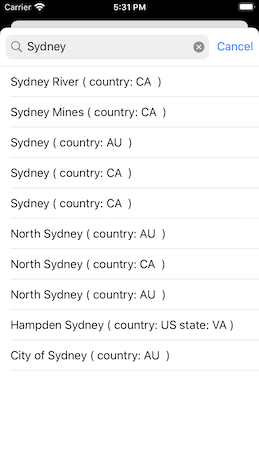 Carrier 5:31 PM
Sydney Cancel
Sydney River ( country: CA )
Sydney Mines ( country: CA )
Sydney ( country: AU )
Sydney ( country: CA )
Sydney ( country: CA )
North Sydney ( country: AU )
North Sydney ( country: CA )
North Sydney ( country: AU )
Hampden Sydney ( country: US state: VA )
City of Sydney ( country: AU )